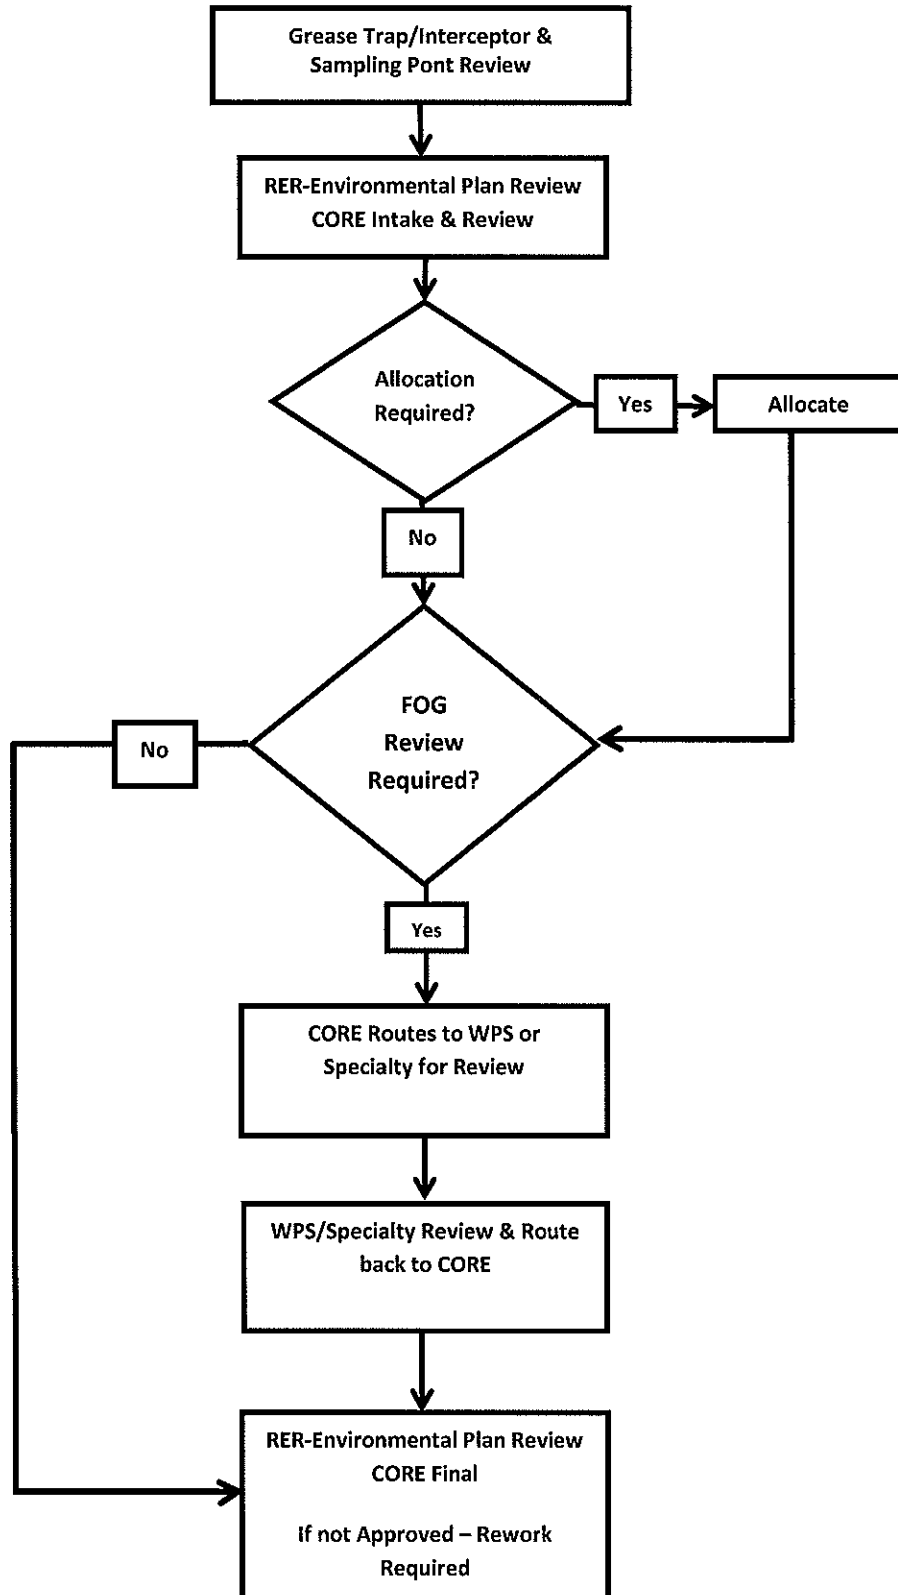 Grease Trap/Interceptor &
Sampling Pont Review
RER-Environmental Plan Review
CORE Intake & Review
Allocation
Required?
Yes
Allocate
No
FOG
Review
Required?
No
Yes
CORE Routes to WPS or
Specialty for Review
WPS/Specialty Review & Route
back to CORE
RER-Environmental Plan Review
CORE Final
If not Approved – Rework
Required